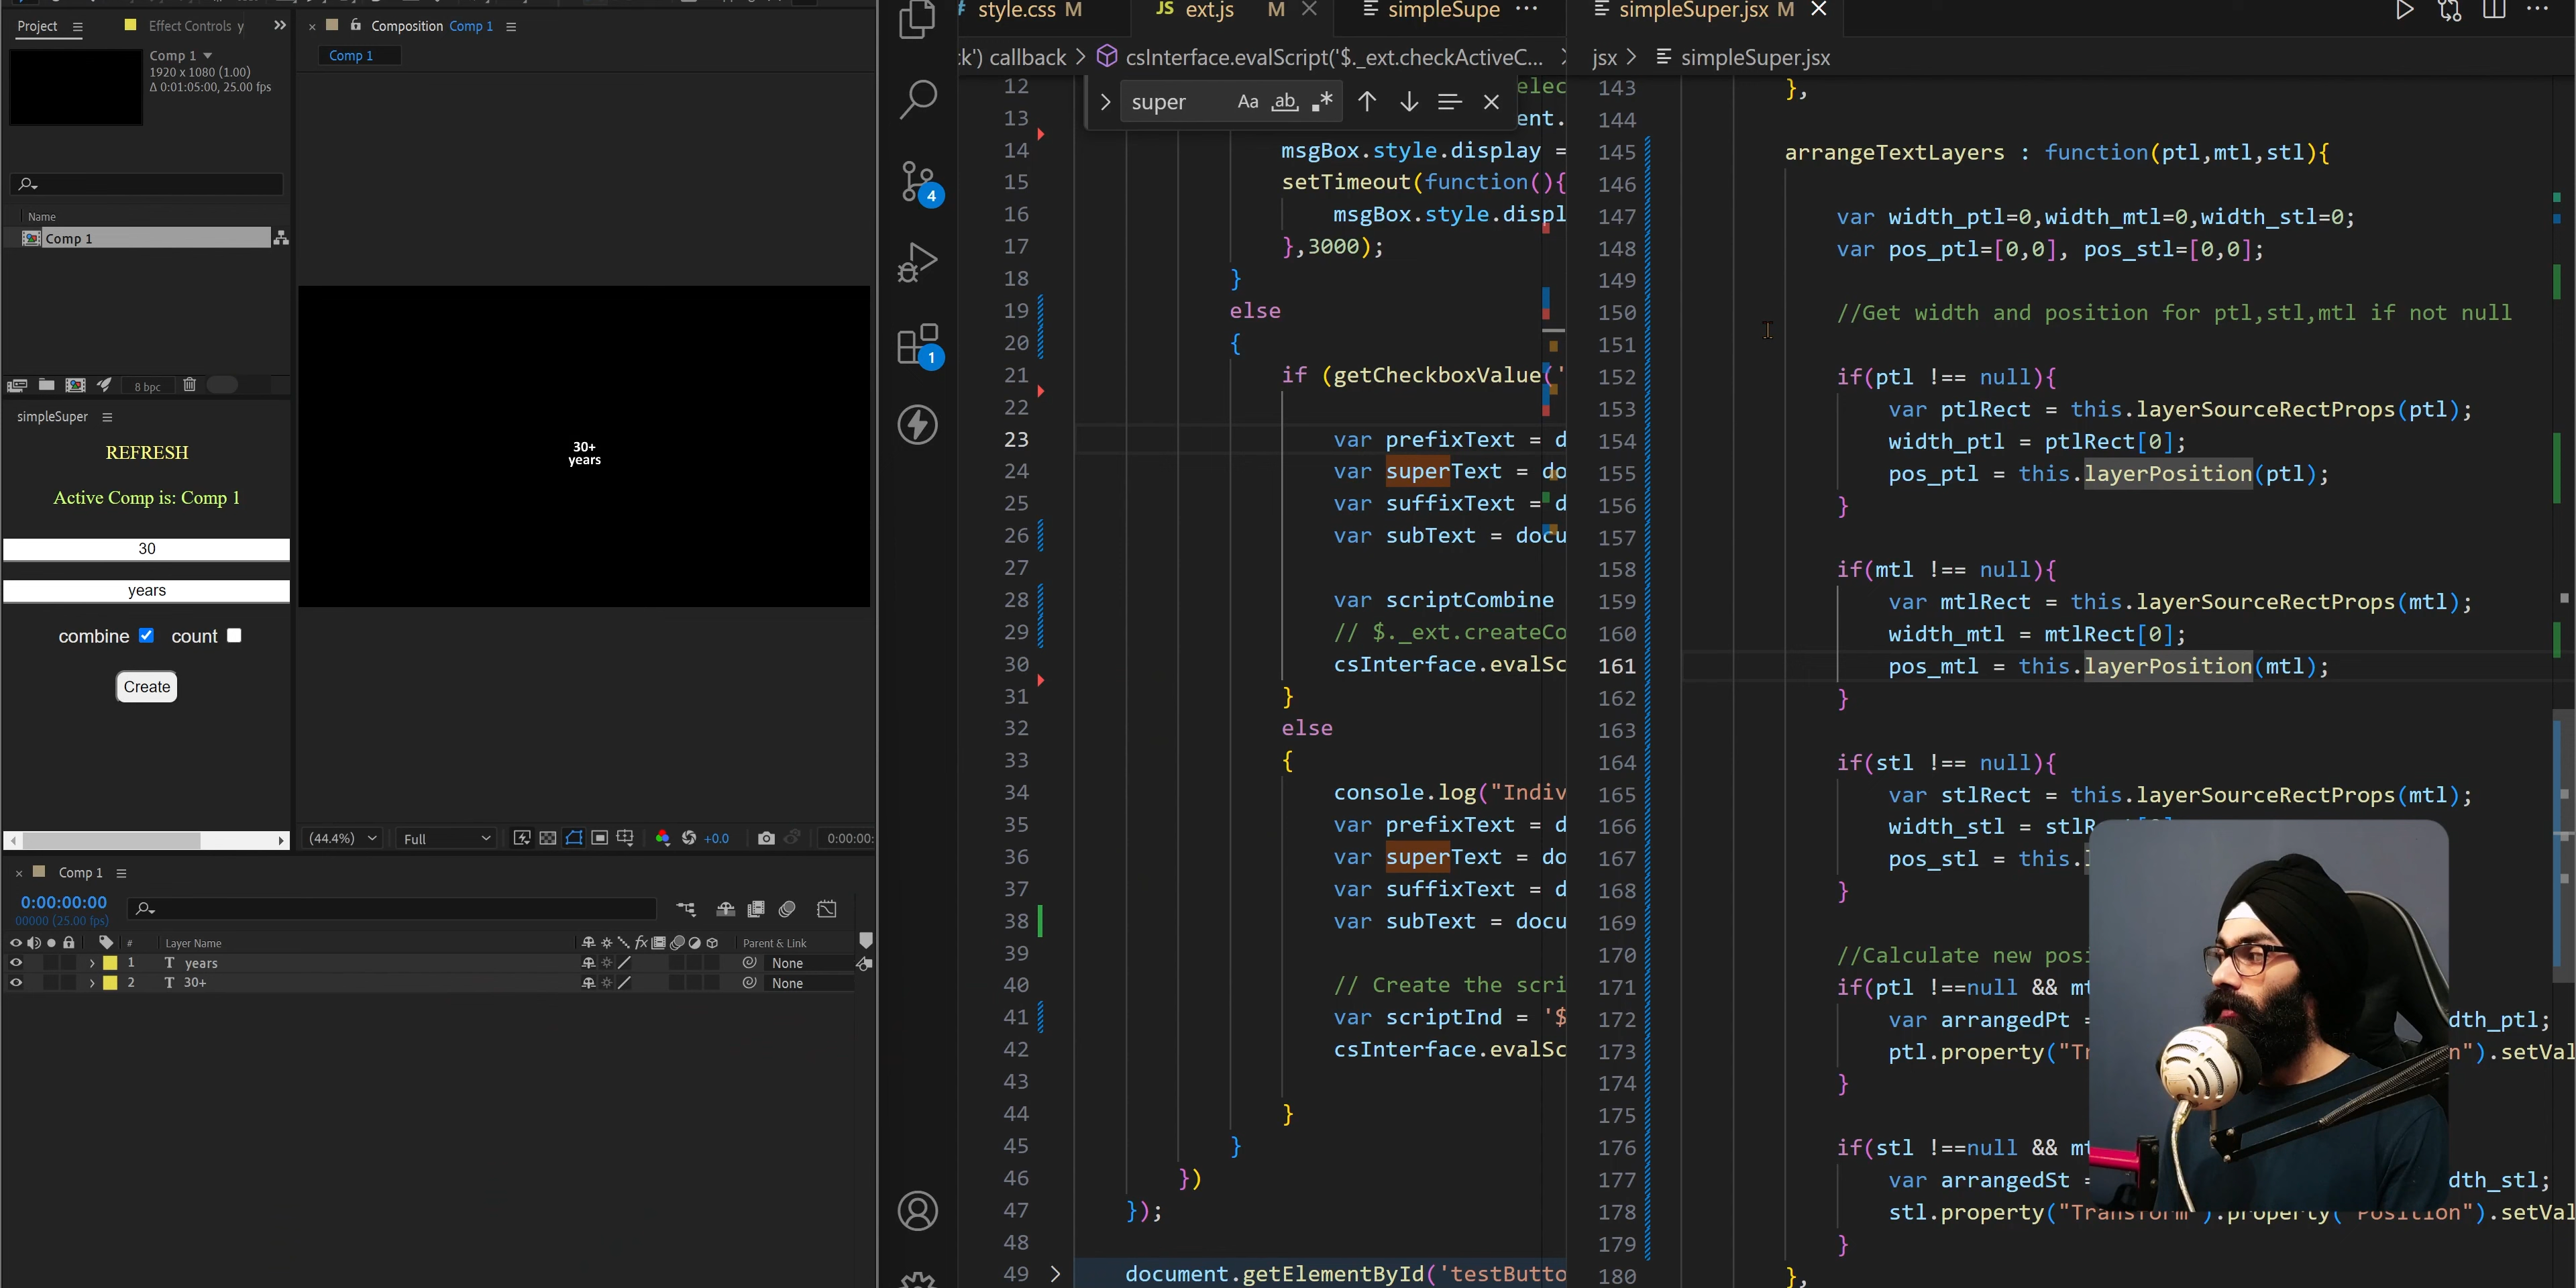 Project
Effect Controls y
Composition Comp 1
Comp 1
Comp 1
1920 x 1080 (1.00)
Δ 0:01:05:00, 25.00 fps
Name
Comp 1
8 bpc
simpleSuper
REFRESH
Active Comp is: Comp 1
30
years
combine
count
Create
30+
years
(44.4%)
Full
+0.0
0:00:00:
Comp 1
0:00:00:00
00000 (25.00 fps)
# Layer Name
Parent & Link
1 T years None
2 T 30+ None
4
1
style.css M
JS ext.js M
simpleSupe
k') callback > csInterface.evalScript('$._ext.checkActiveC...
super
Aa ab
12 elec
13 ent.
14 msgBox.style.display =
15 setTimeout(function(){
16 msgBox.style.displ
17 },3000);
18 }
19 else
20 {
21 if (getCheckboxValue('
22
23 var prefixText = d
24 var superText = do
25 var suffixText = d
26 var subText = docu
27
28 var scriptCombine
29 // $._ext.createCo
30 csInterface.evalSc
31 }
32 else
33 {
34 console.log("Indiv
35 var prefixText = d
36 var superText = do
37 var suffixText = d
38 var subText = docu
39
40 // Create the scri
41 var scriptInd = '$
42 csInterface.evalSc
43
44 }
45 }
46 })
47 });
48
49 document.getElementById('testButto
simpleSuper.jsx M
jsx > simpleSuper.jsx
143 },
144
145 arrangeTextLayers : function(ptl,mtl,stl){
146
147 var width_ptl=0,width_mtl=0,width_stl=0;
148 var pos_ptl=[0,0], pos_stl=[0,0];
149
150 //Get width and position for ptl,stl,mtl if not null
151
152 if(ptl !== null){
153 var ptlRect = this.layerSourceRectProps(ptl);
154 width_ptl = ptlRect[0];
155 pos_ptl = this.layerPosition(ptl);
156 }
157
158 if(mtl !== null){
159 var mtlRect = this.layerSourceRectProps(mtl);
160 width_mtl = mtlRect[0];
161 pos_mtl = this.layerPosition(mtl);
162 }
163
164 if(stl !== null){
165 var stlRect = this.layerSourceRectProps(mtl);
166 width_stl = stlR
167 pos_stl = this.
168 }
169
170 //Calculate new posi
171 if(ptl !==null && mt
172 var arrangedPt = dth_ptl;
173 ptl.property("Tr n").setVal
174 }
175
176 if(stl !==null && mt
177 var arrangedSt = dth_stl;
178 stl.property("Transform").property("Position").setVal
179 }
180 },